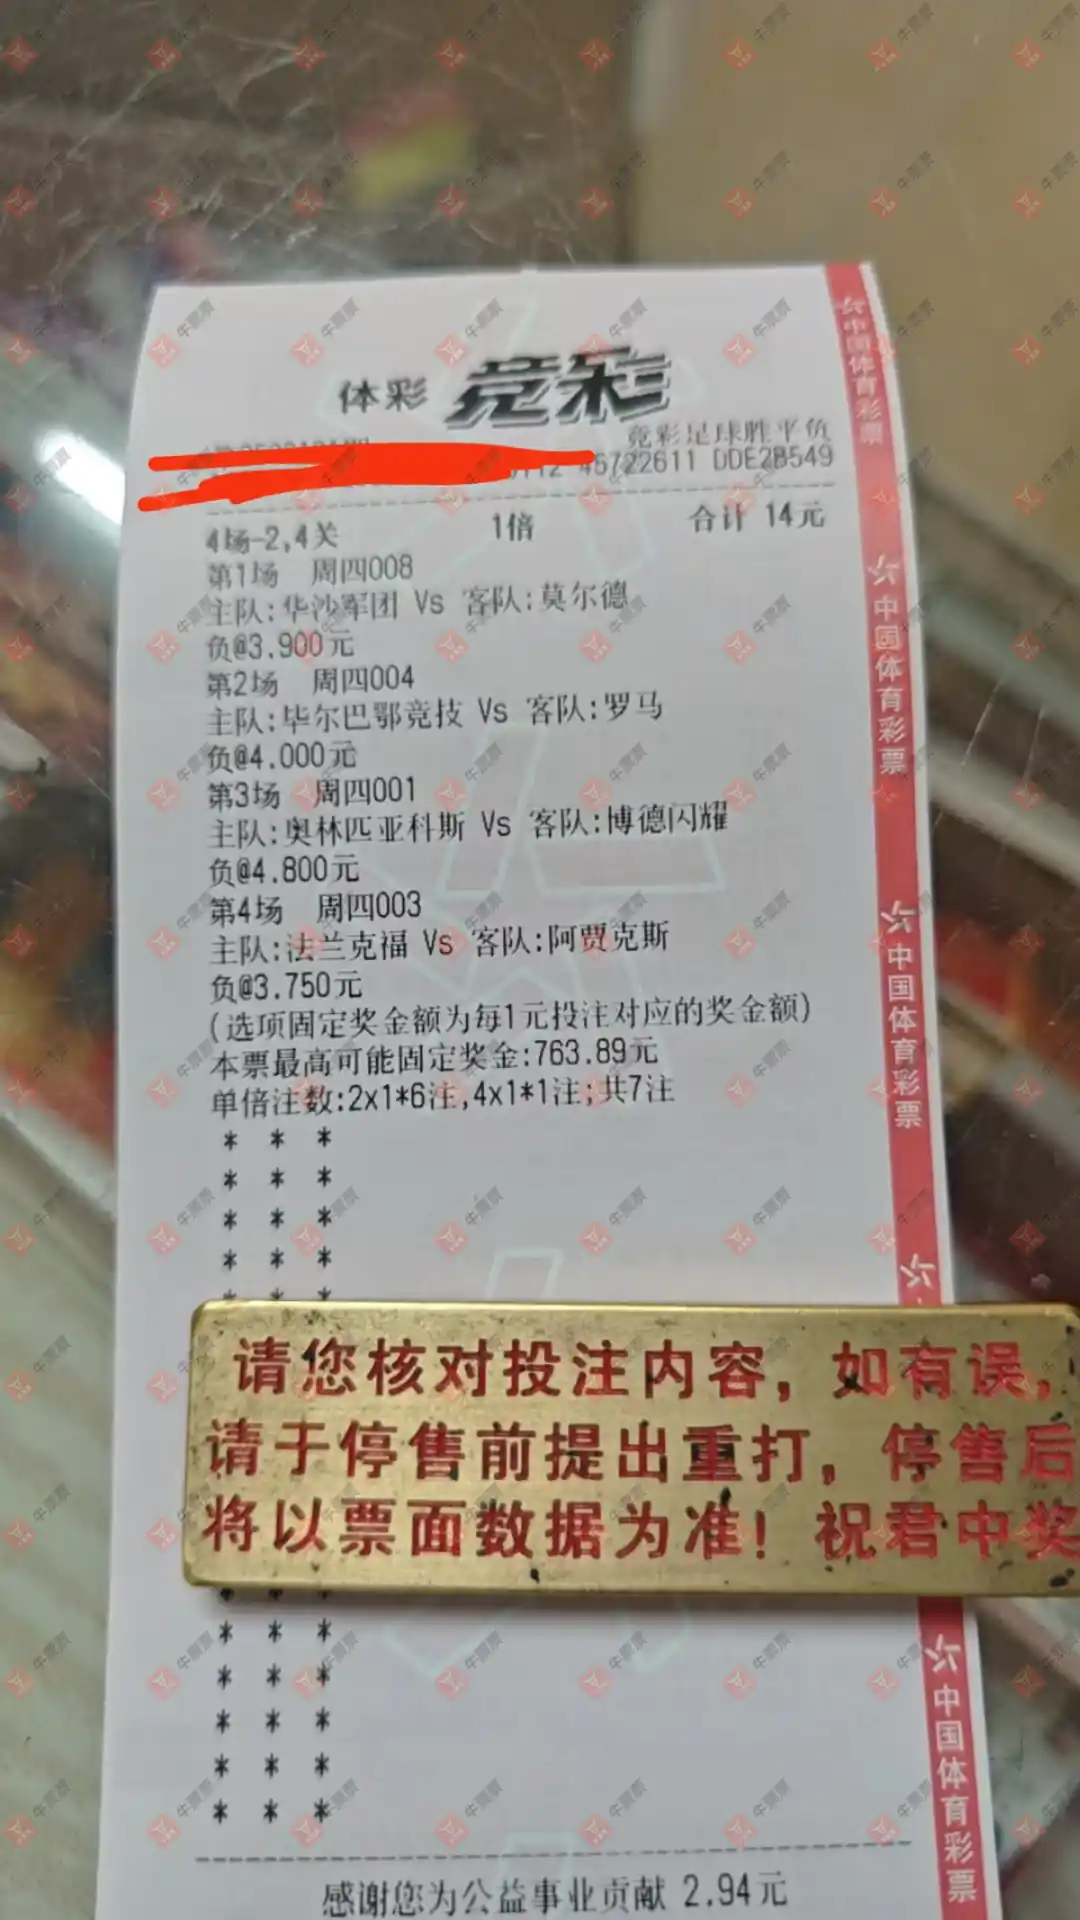 体彩 竞彩
竞彩足球胜平负
46722611 DDE2B549
4场-2,4关 1倍 合计 14元
第1场 周四008
主队:华沙军团 Vs 客队:莫尔德
负@3.900元
第2场 周四004
主队:毕尔巴鄂竞技 Vs 客队:罗马
负@4.000元
第3场 周四001
主队:奥林匹亚科斯 Vs 客队:博德闪耀
负@4.800元
第4场 周四003
主队:法兰克福 Vs 客队:阿贾克斯
负@3.750元
(选项固定奖金额为每1元投注对应的奖金额)
本票最高可能固定奖金:763.89元
单倍注数:2x1*6注,4x1*1注;共7注
* * *
* * *
* * *
* * *
* * *
请您核对投注内容，如有误，
请于停售前提出重打，停售后
将以票面数据为准！祝君中奖
* * *
* * *
* * *
* * *
* * *
* * *
感谢您为公益事业贡献 2.94元
中国体育彩票
中国体育彩票
中国体育彩票
中国体育彩票
牛票票